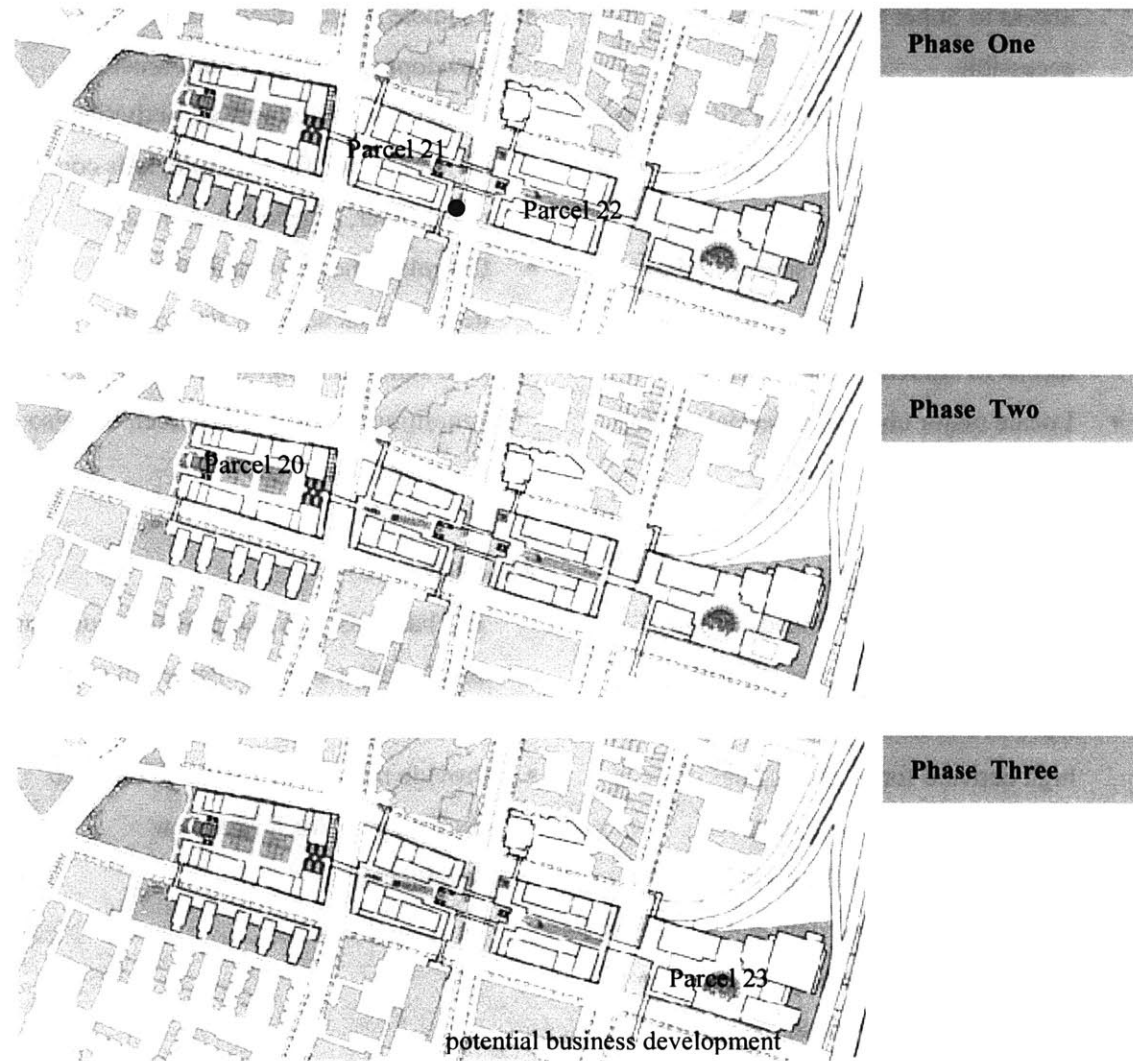 Phase One
Parcel 21
Parcel 22
Phase Two
Parcel 20
Phase Three
Parcel 23
potential business development